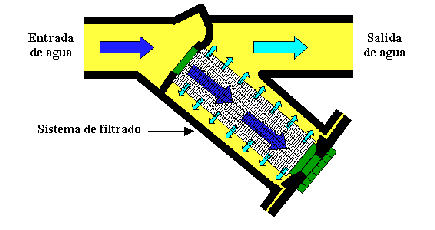 Entrada
de agua
Salida
de agua
Sistema de filtrado